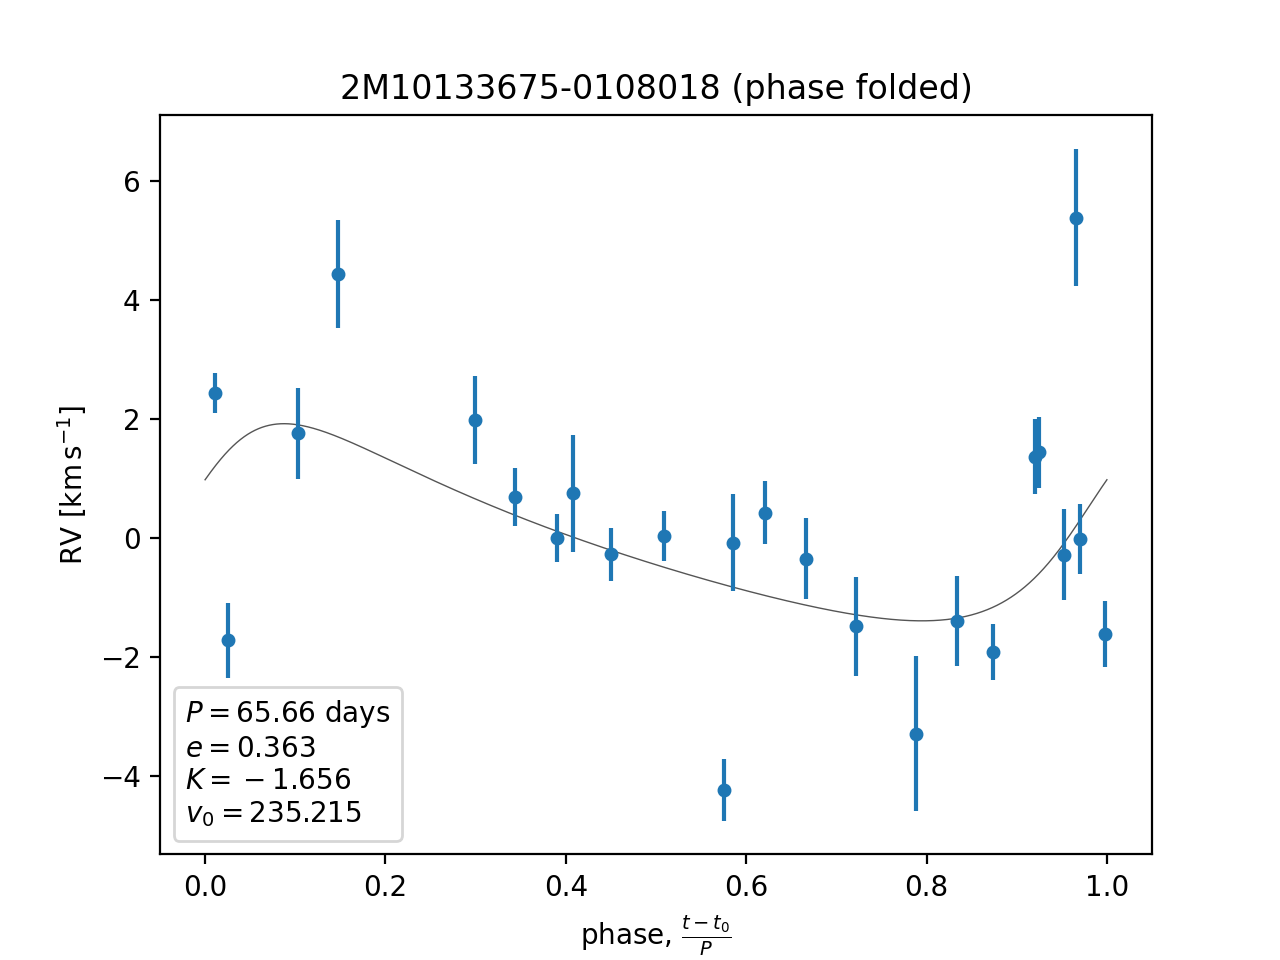 2M10133675-0108018 (phase folded)
6
4
2
0
−2
−4
RV [km s⁻¹]
P = 65.66 days
e = 0.363
K = −1.656
v₀ = 235.215
0.0 0.2 0.4 0.6 0.8 1.0
phase, (t − t₀)/P